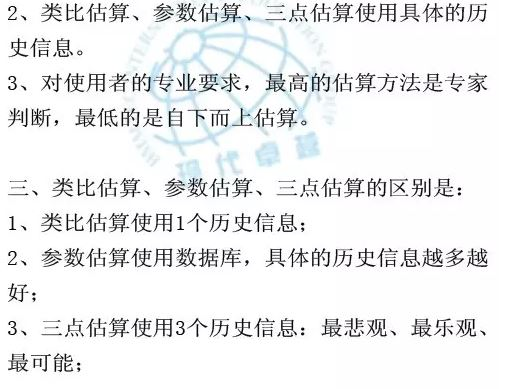 2、类比估算、参数估算、三点估算使用具体的历
史信息。
3、对使用者的专业要求，最高的估算方法是专家
判断，最低的是自下而上估算。
现代卓越
三、类比估算、参数估算、三点估算的区别是：
1、类比估算使用1个历史信息；
2、参数估算使用数据库，具体的历史信息越多越
好；
3、三点估算使用3个历史信息：最悲观、最乐观、
最可能；